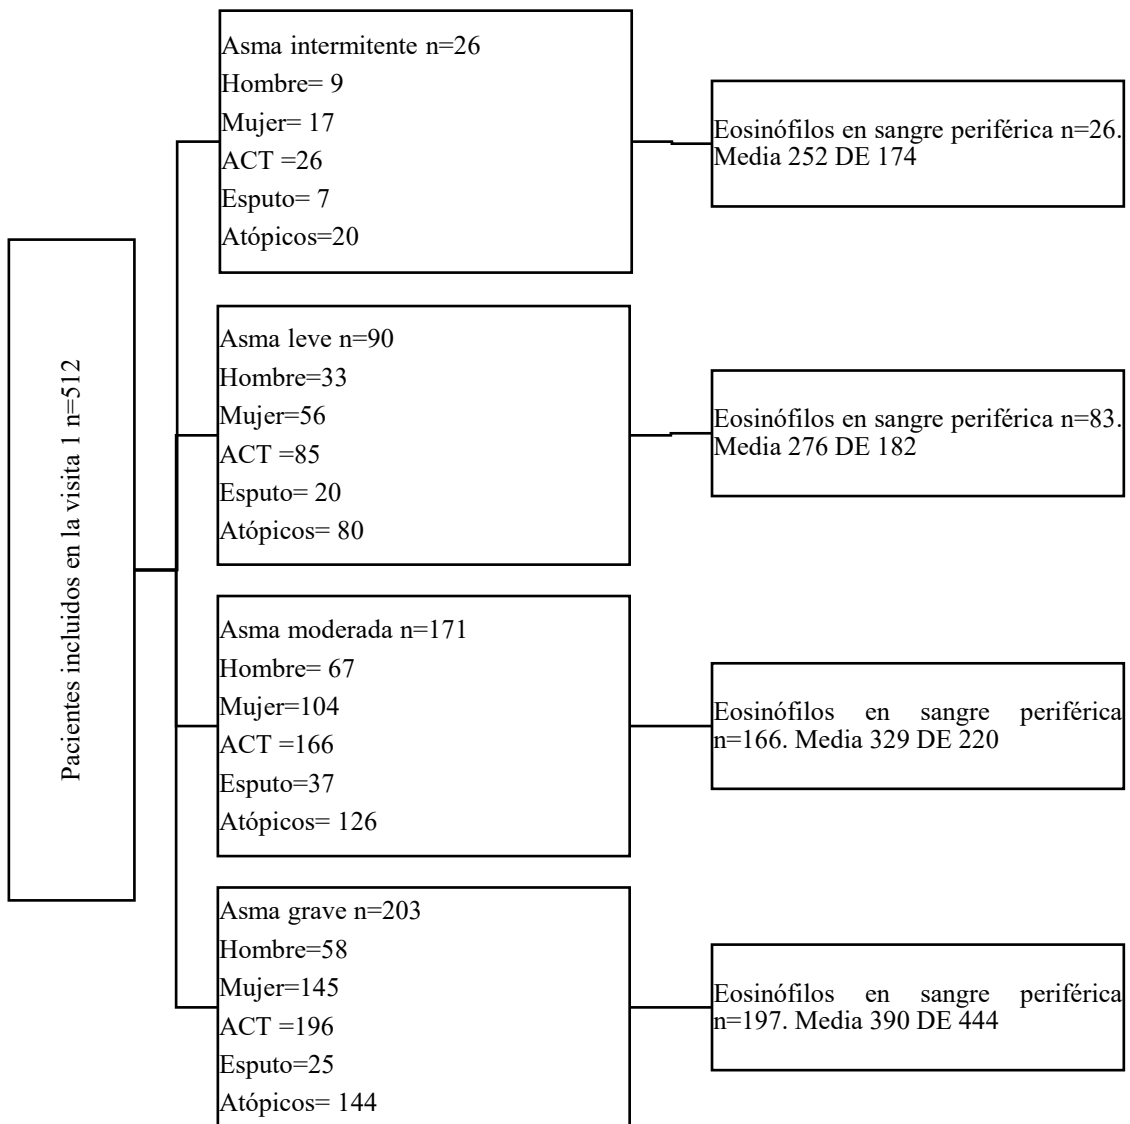 Pacientes incluidos en la visita 1 n=512
Asma intermitente n=26
Hombre= 9
Mujer= 17
ACT =26
Esputo= 7
Atópicos=20
Eosinófilos en sangre periférica n=26.
Media 252 DE 174
Asma leve n=90
Hombre=33
Mujer=56
ACT =85
Esputo= 20
Atópicos= 80
Eosinófilos en sangre periférica n=83.
Media 276 DE 182
Asma moderada n=171
Hombre= 67
Mujer=104
ACT =166
Esputo=37
Atópicos= 126
Eosinófilos en sangre periférica
n=166. Media 329 DE 220
Asma grave n=203
Hombre=58
Mujer=145
ACT =196
Esputo=25
Atópicos= 144
Eosinófilos en sangre periférica
n=197. Media 390 DE 444